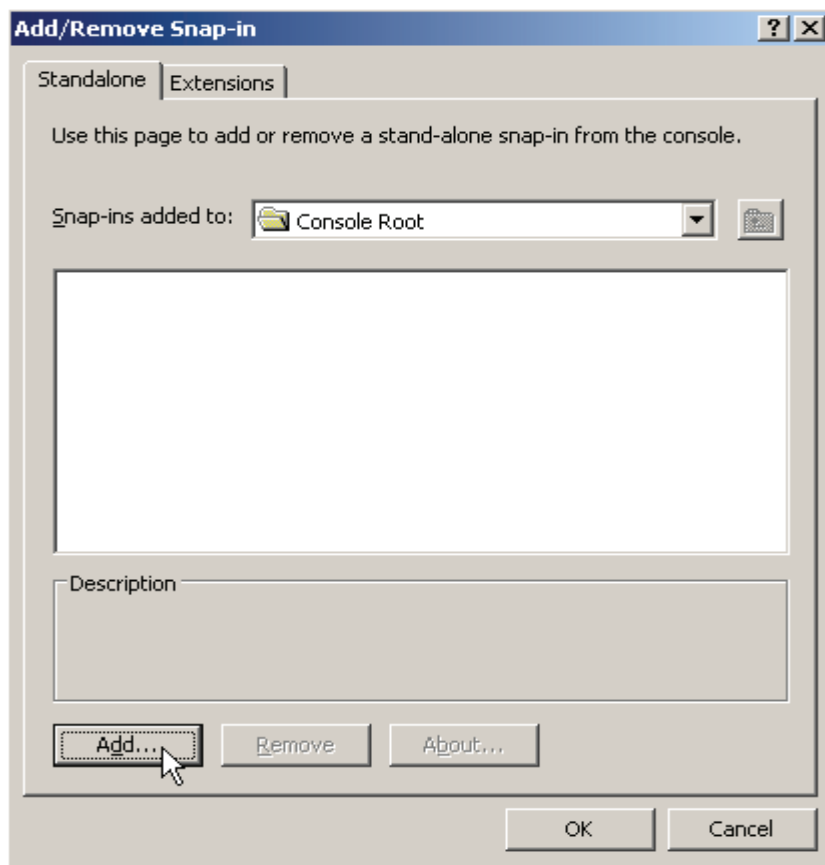 Add/Remove Snap-in
Standalone Extensions
Use this page to add or remove a stand-alone snap-in from the console.
Snap-ins added to: Console Root
Description
Add... Remove About...
OK Cancel